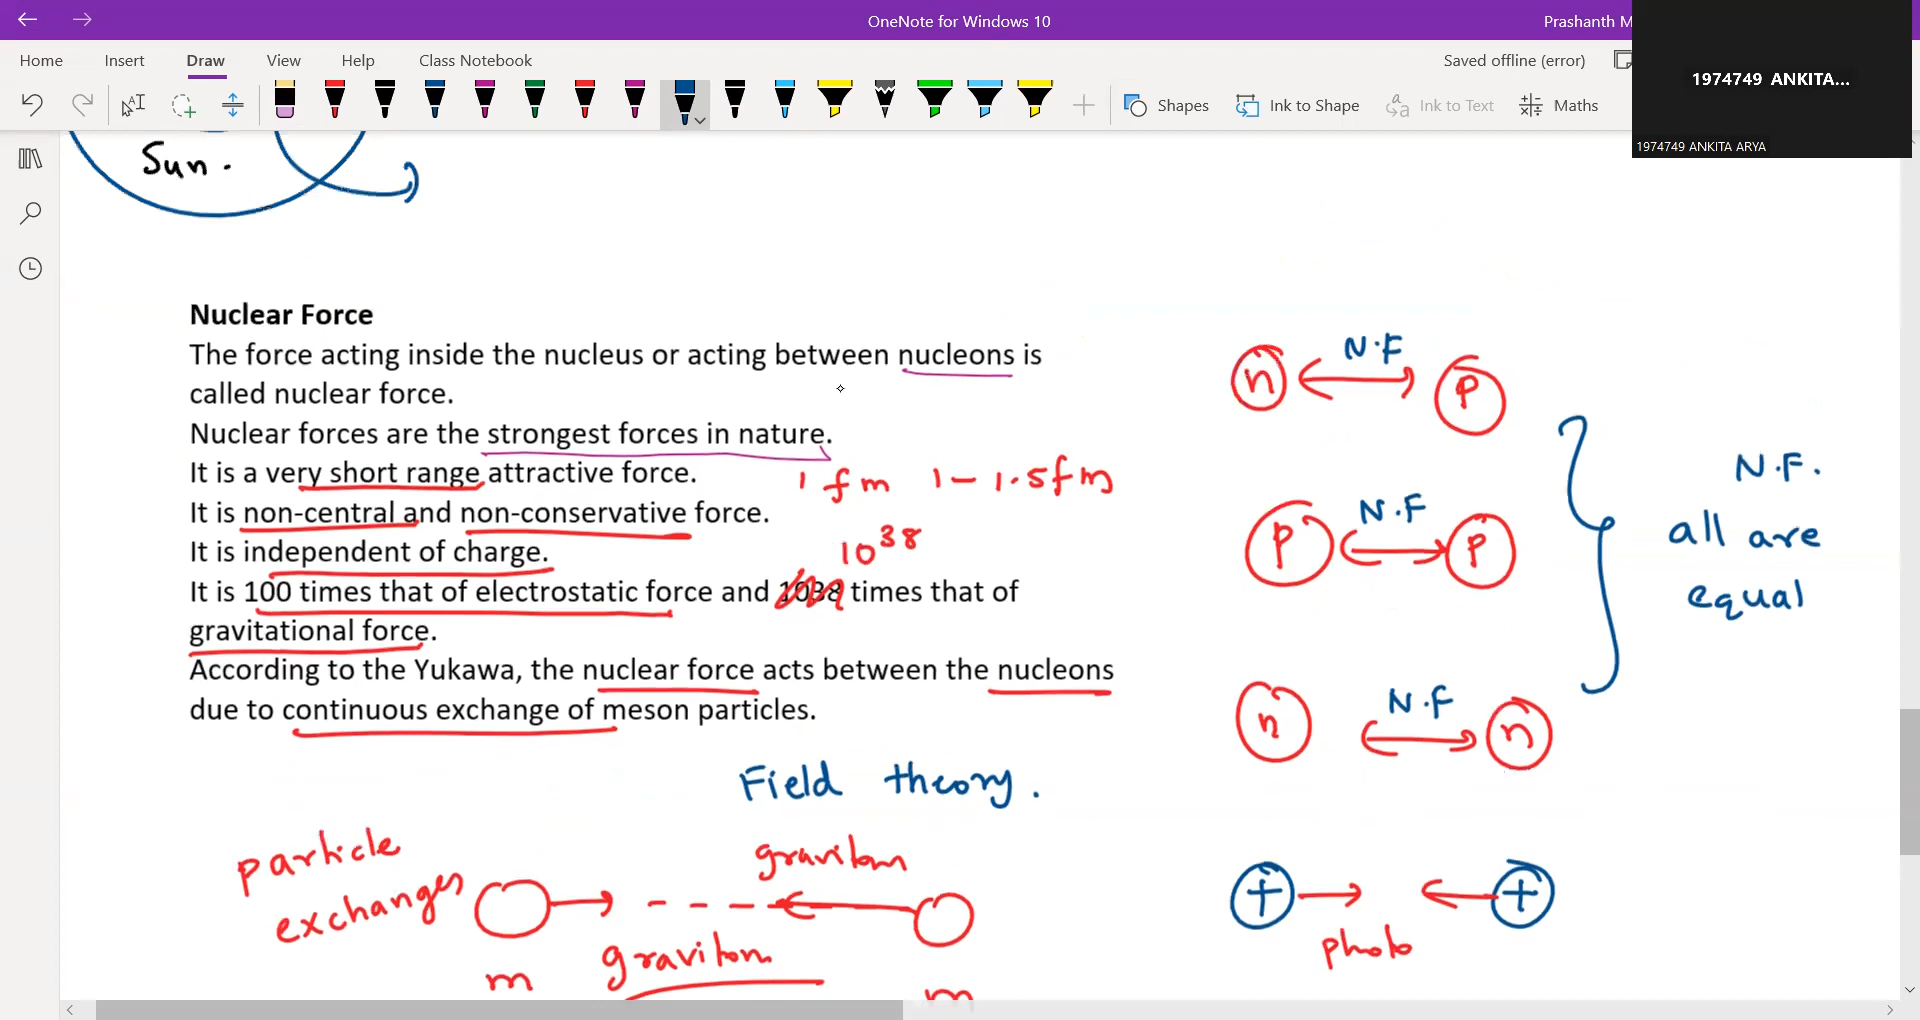 OneNote for Windows 10
Prashanth M
Home Insert Draw View Help Class Notebook
Saved offline (error)
1974749 ANKITA...
Shapes Ink to Shape Ink to Text Maths
1974749 ANKITA ARYA
Sun.
Nuclear Force
The force acting inside the nucleus or acting between nucleons is
called nuclear force.
Nuclear forces are the strongest forces in nature.
It is a very short range attractive force. 1 fm 1 - 1.5 fm
It is non-central and non-conservative force.
It is independent of charge. 10^38
It is 100 times that of electrostatic force and 1038 times that of
gravitational force.
According to the Yukawa, the nuclear force acts between the nucleons
due to continuous exchange of meson particles.
n N.F p
p N.F p
n N.F n
N.F.
all are
equal
Field theory.
particle
exchanges
graviton
graviton
m m
+ +
photo